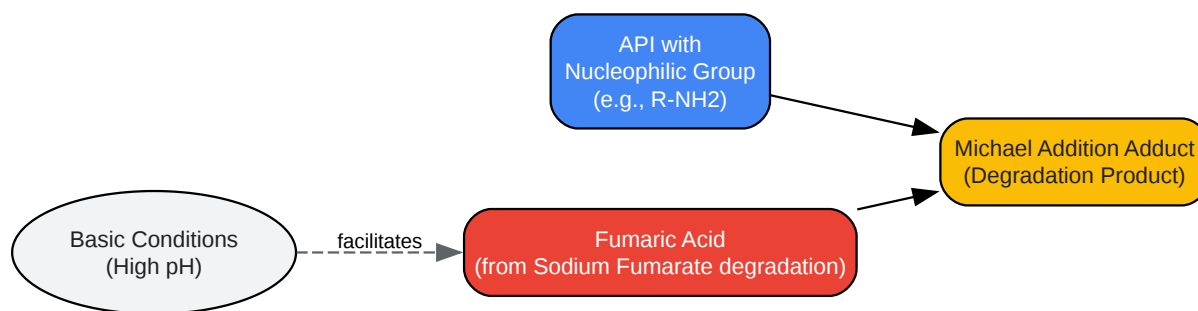 API with
Nucleophilic Group
(e.g., R-NH2)
Michael Addition Adduct
(Degradation Product)
Basic Conditions
(High pH)
facilitates
Fumaric Acid
(from Sodium Fumarate degradation)